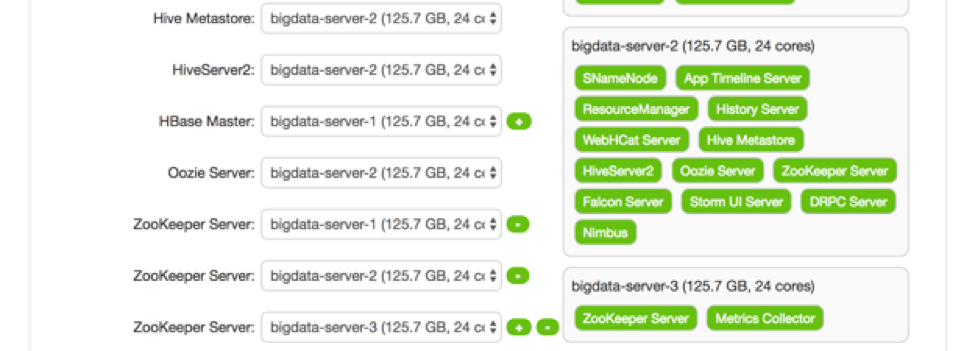 Hive Metastore: bigdata-server-2 (125.7 GB, 24 c
HiveServer2: bigdata-server-2 (125.7 GB, 24 c
HBase Master: bigdata-server-1 (125.7 GB, 24 c +
Oozie Server: bigdata-server-2 (125.7 GB, 24 c
ZooKeeper Server: bigdata-server-1 (125.7 GB, 24 c -
ZooKeeper Server: bigdata-server-2 (125.7 GB, 24 c -
ZooKeeper Server: bigdata-server-3 (125.7 GB, 24 c + -
bigdata-server-2 (125.7 GB, 24 cores)
SNameNode App Timeline Server
ResourceManager History Server
WebHCat Server Hive Metastore
HiveServer2 Oozie Server ZooKeeper Server
Falcon Server Storm UI Server DRPC Server
Nimbus
bigdata-server-3 (125.7 GB, 24 cores)
ZooKeeper Server Metrics Collector